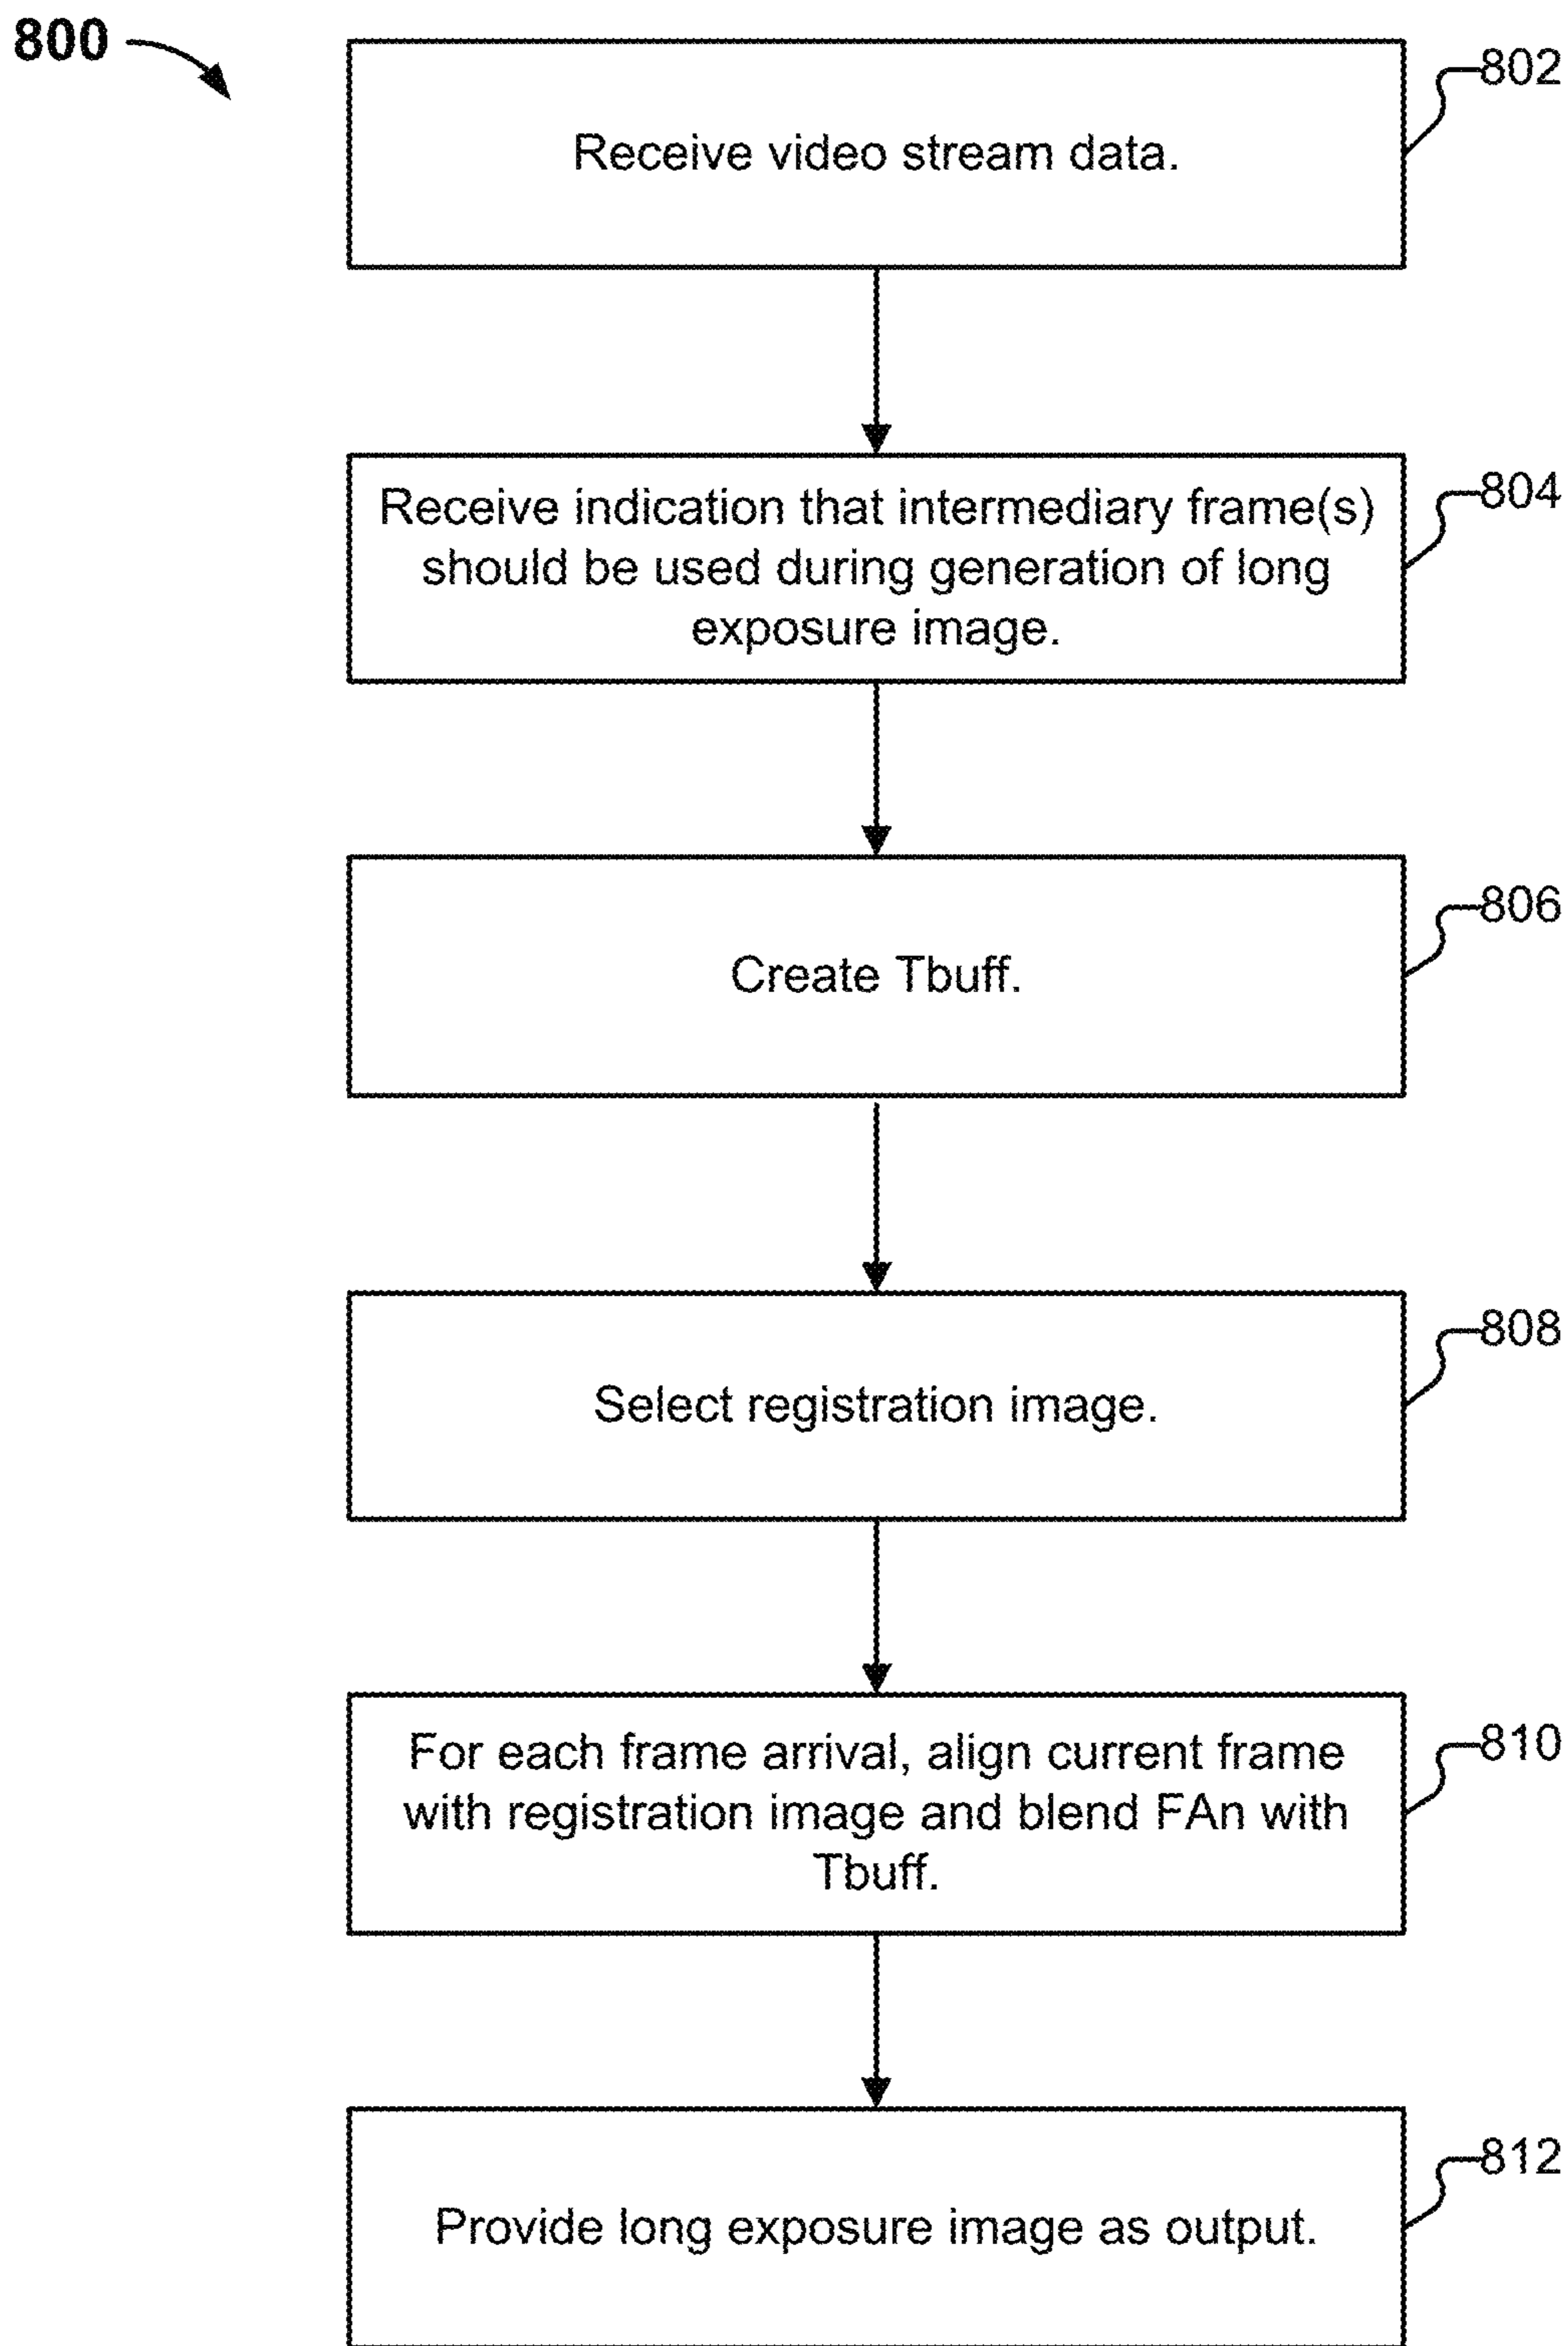 800
802
Receive video stream data.
804
Receive indication that intermediary frame(s)
should be used during generation of long
exposure image.
806
Create Tbuff.
808
Select registration image.
810
For each frame arrival, align current frame
with registration image and blend FAn with
Tbuff.
812
Provide long exposure image as output.